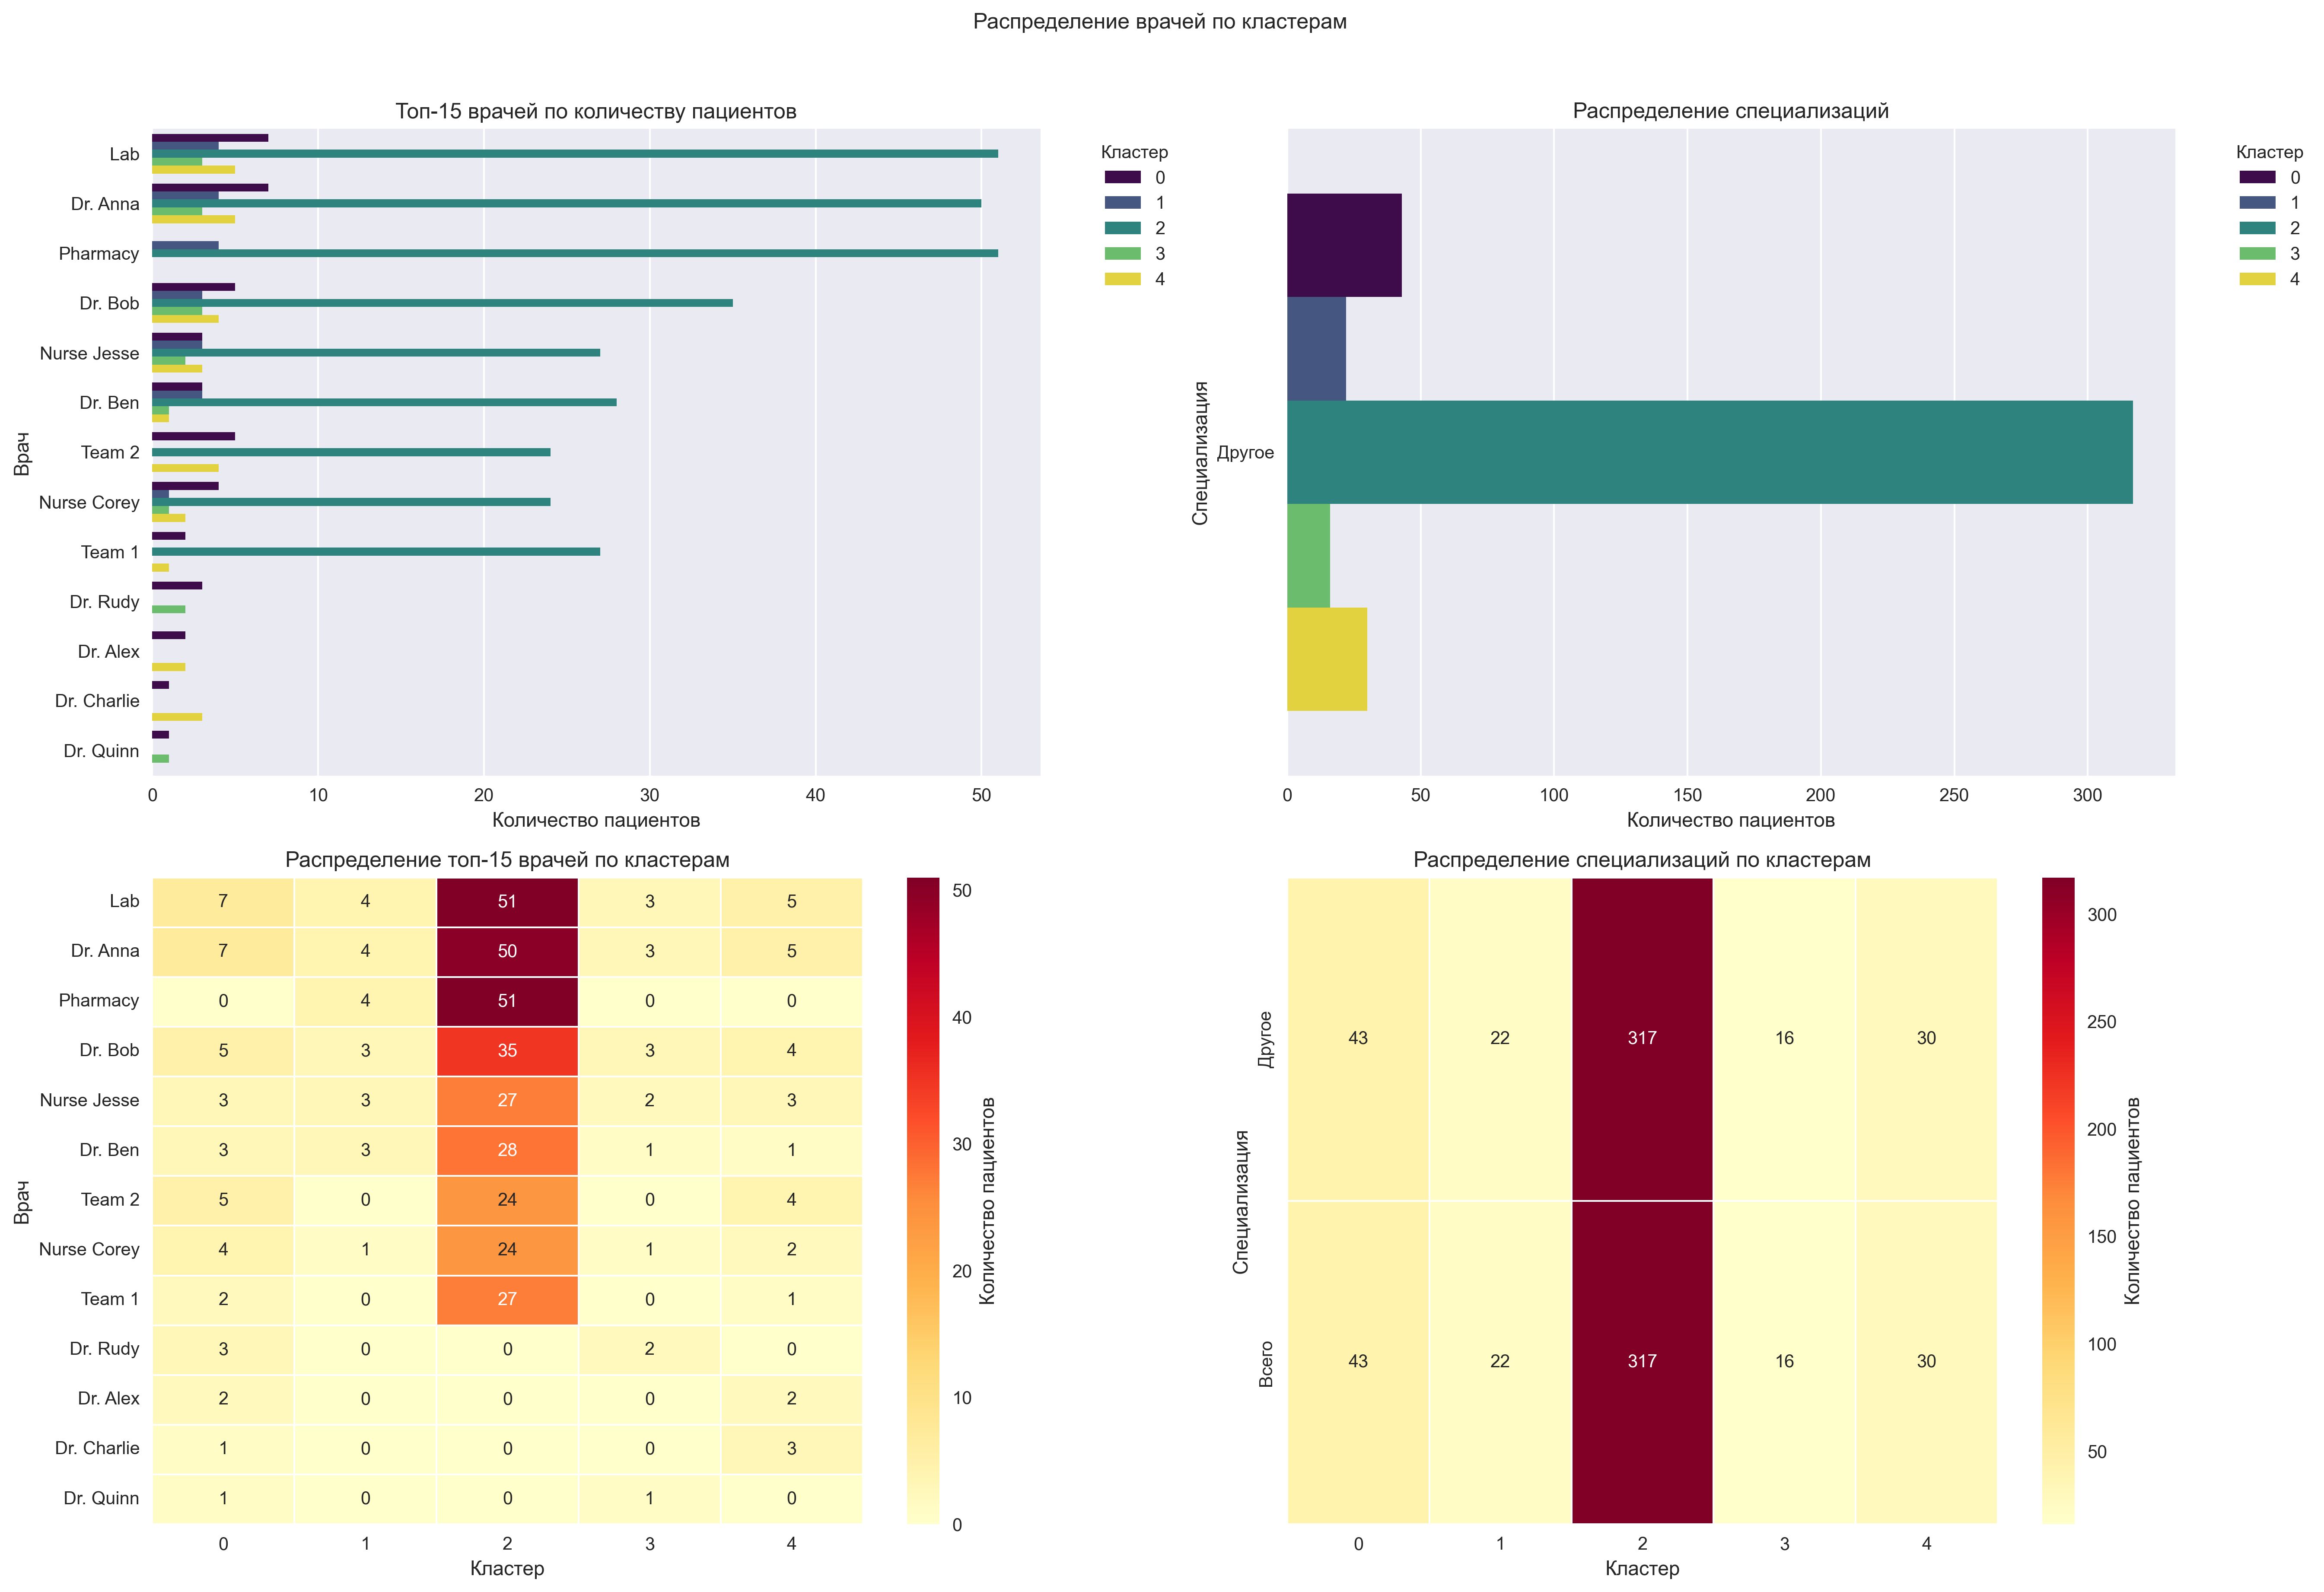 Распределение врачей по кластерам
Топ-15 врачей по количеству пациентов
Врач
Lab
Dr. Anna
Pharmacy
Dr. Bob
Nurse Jesse
Dr. Ben
Team 2
Nurse Corey
Team 1
Dr. Rudy
Dr. Alex
Dr. Charlie
Dr. Quinn
0 10 20 30 40 50
Количество пациентов
Кластер
0
1
2
3
4
Распределение специализаций
Специализация
Другое
0 50 100 150 200 250 300
Количество пациентов
Кластер
0
1
2
3
4
Распределение топ-15 врачей по кластерам
Врач
Lab 7 4 51 3 5
Dr. Anna 7 4 50 3 5
Pharmacy 0 4 51 0 0
Dr. Bob 5 3 35 3 4
Nurse Jesse 3 3 27 2 3
Dr. Ben 3 3 28 1 1
Team 2 5 0 24 0 4
Nurse Corey 4 1 24 1 2
Team 1 2 0 27 0 1
Dr. Rudy 3 0 0 2 0
Dr. Alex 2 0 0 0 2
Dr. Charlie 1 0 0 0 3
Dr. Quinn 1 0 0 1 0
0 1 2 3 4
Кластер
50
40
30
20
10
0
Количество пациентов
Распределение специализаций по кластерам
Специализация
Другое 43 22 317 16 30
Всего 43 22 317 16 30
0 1 2 3 4
Кластер
300
250
200
150
100
50
Количество пациентов